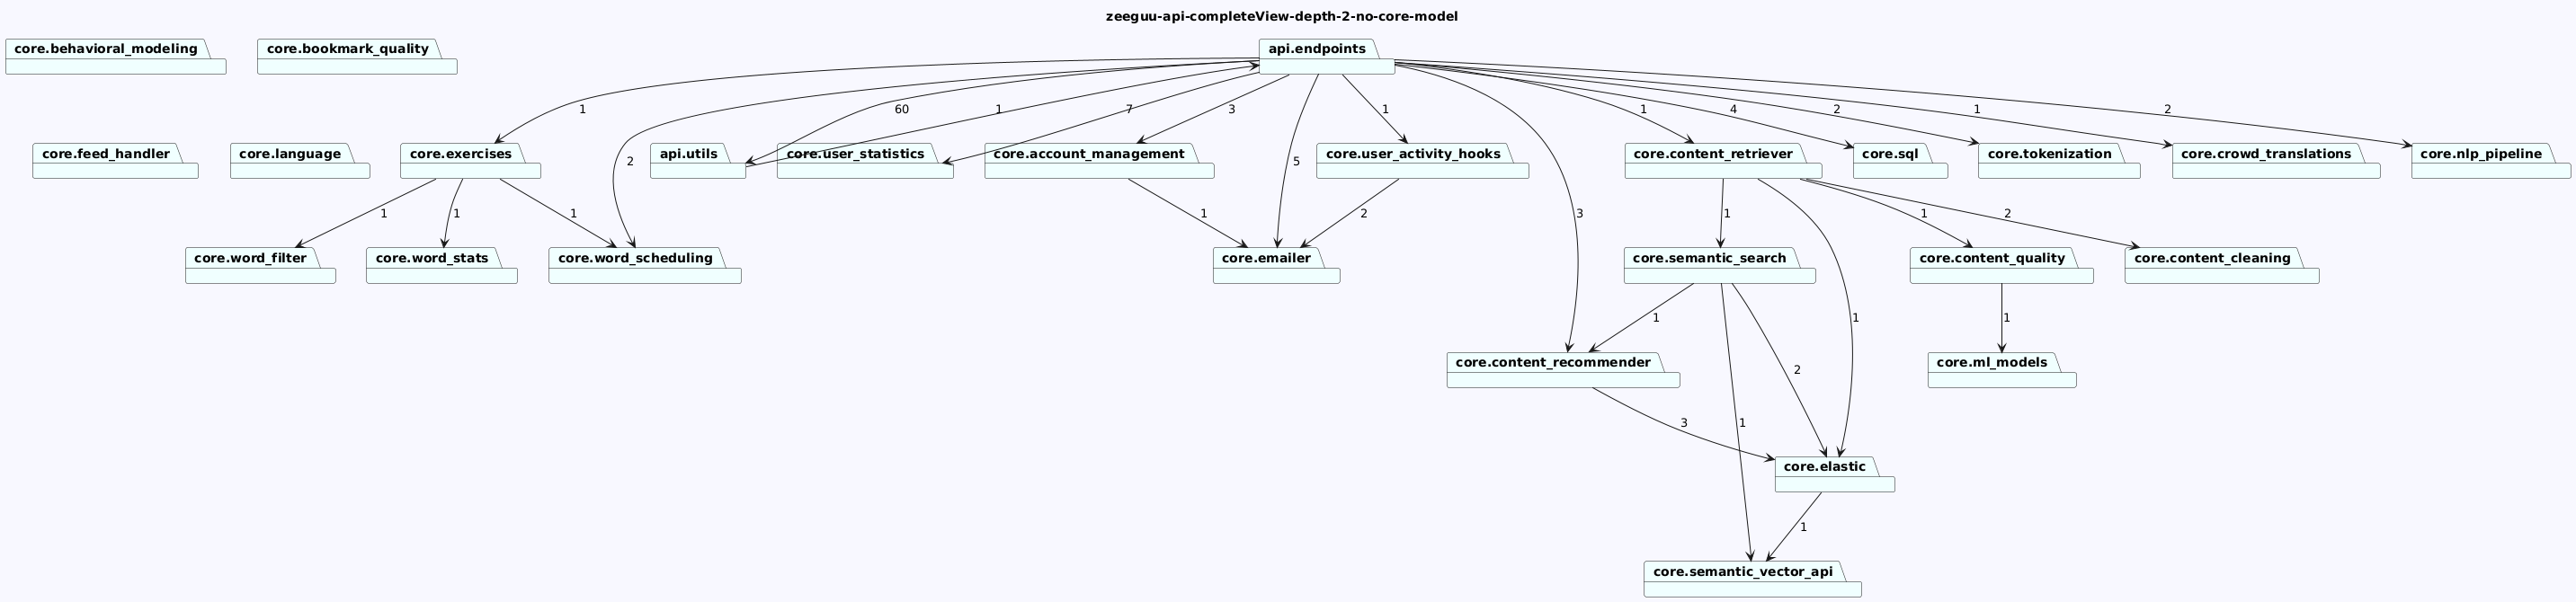 zeeguu-api-completeView-depth-2-no-core-model
core.behavioral_modeling
core.bookmark_quality
api.endpoints
1
60
1
7
3
1
1
4
2
1
2
core.feed_handler
core.language
core.exercises
2
api.utils
core.user_statistics
core.account_management
5
core.user_activity_hooks
core.content_retriever
core.sql
core.tokenization
core.crowd_translations
core.nlp_pipeline
1
1
1
1
2
3
1
1
2
core.word_filter
core.word_stats
core.word_scheduling
core.emailer
core.semantic_search
core.content_quality
core.content_cleaning
1
1
1
core.content_recommender
2
core.ml_models
3
1
core.elastic
1
core.semantic_vector_api